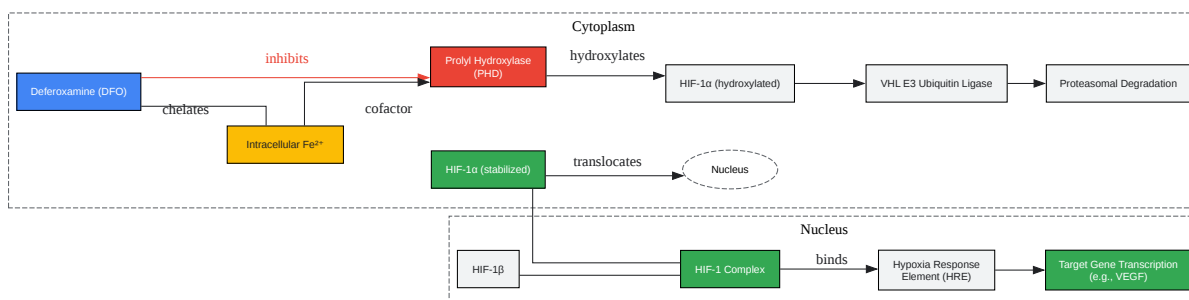 Cytoplasm
inhibits
Prolyl Hydroxylase
(PHD)
hydroxylates
Deferoxamine (DFO)
HIF-1α (hydroxylated)
VHL E3 Ubiquitin Ligase
Proteasomal Degradation
chelates
cofactor
Intracellular Fe²⁺
HIF-1α (stabilized)
translocates
Nucleus
Nucleus
HIF-1β
HIF-1 Complex
binds
Hypoxia Response
Element (HRE)
Target Gene Transcription
(e.g., VEGF)